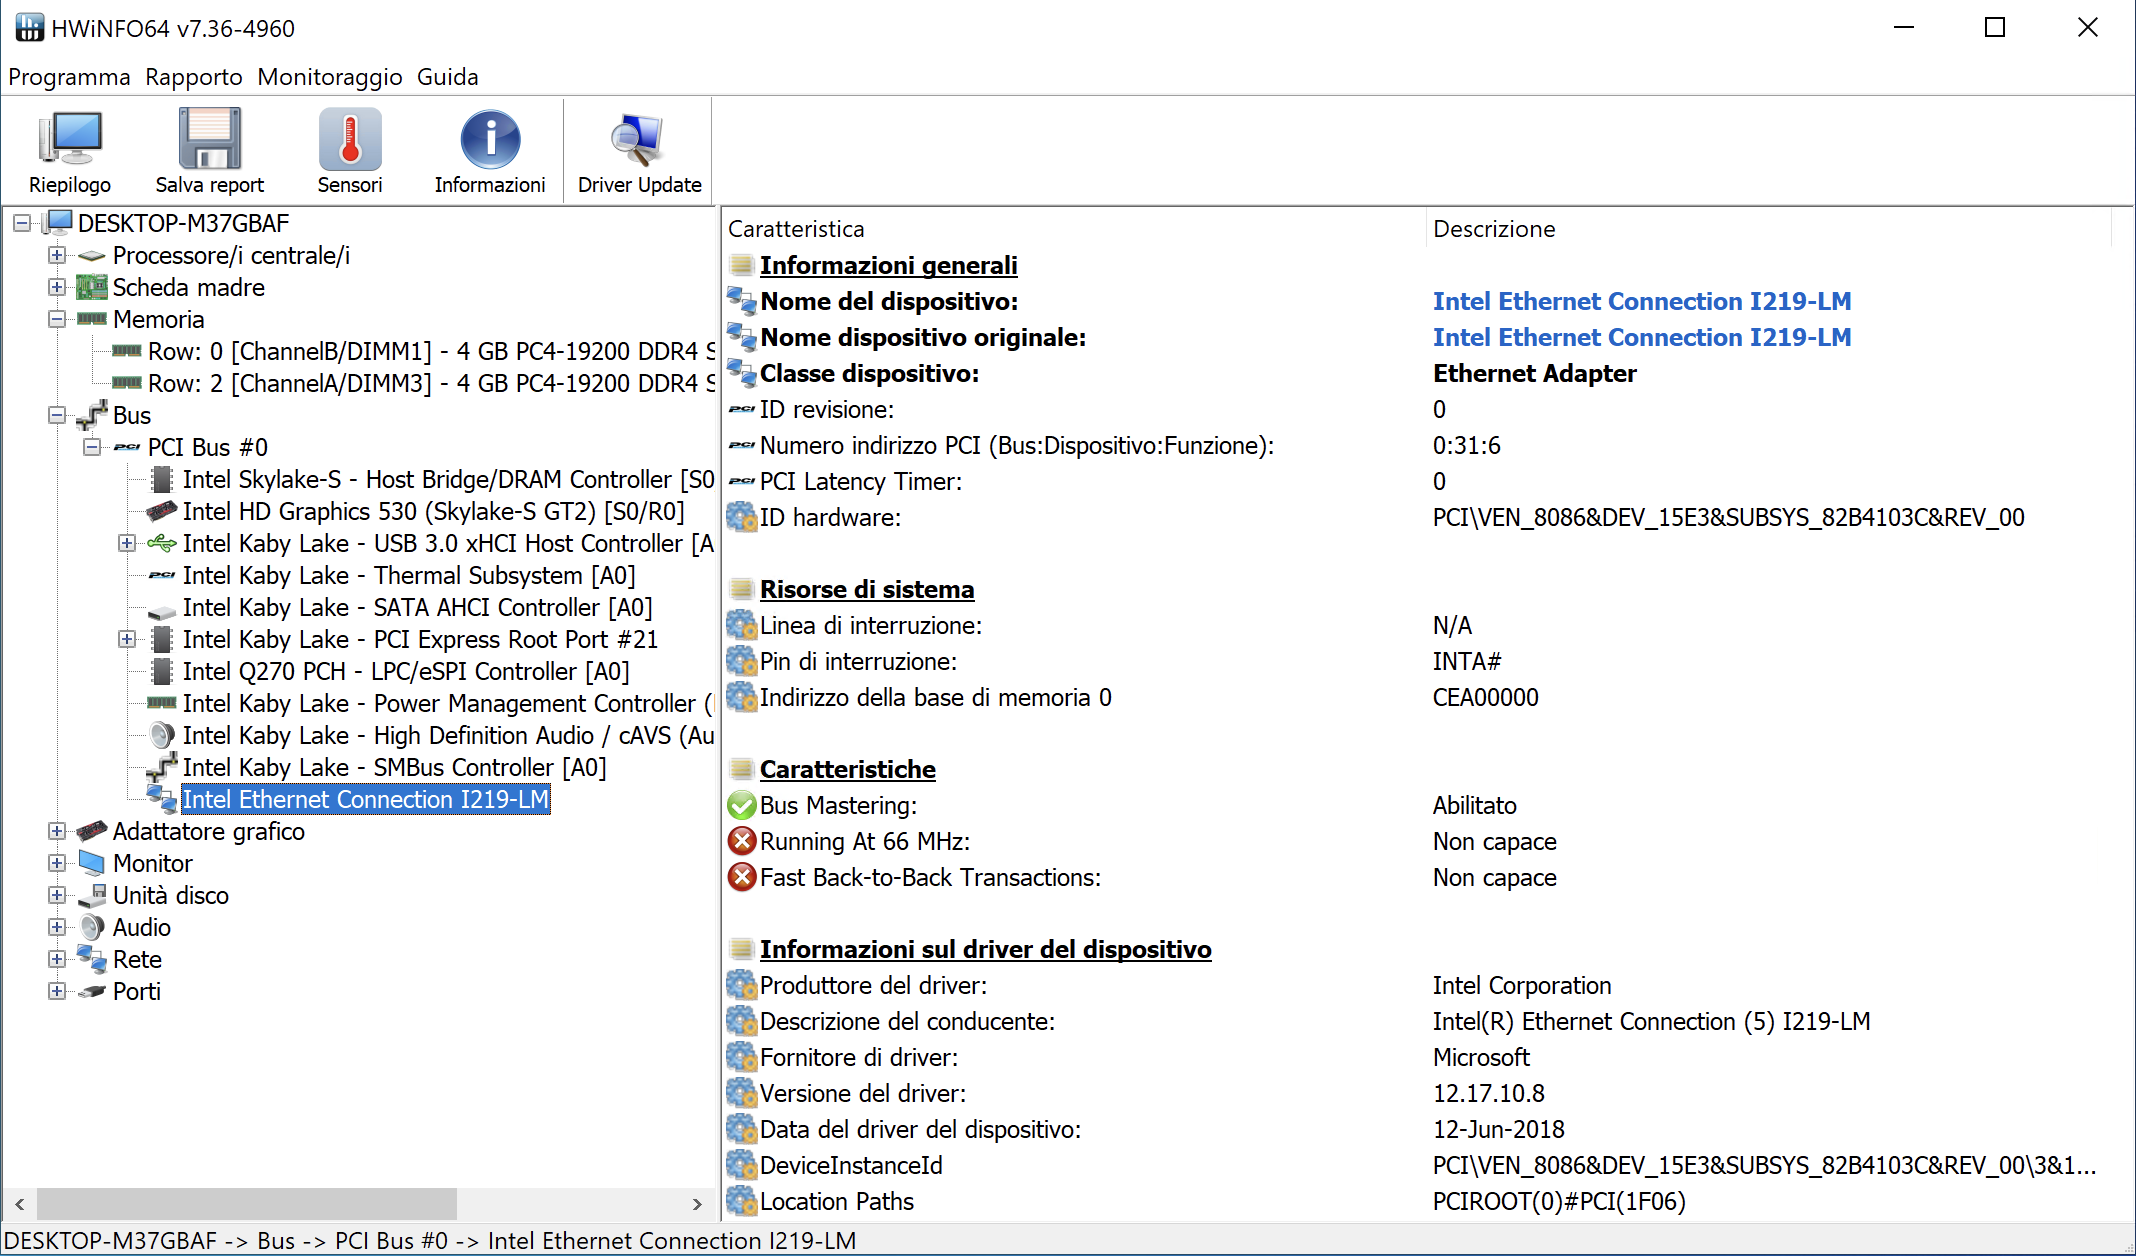 HWiNFO64 v7.36-4960
Programma Rapporto Monitoraggio Guida
Riepilogo Salva report Sensori Informazioni Driver Update
DESKTOP-M37GBAF
Processore/i centrale/i
Scheda madre
Memoria
Row: 0 [ChannelB/DIMM1] - 4 GB PC4-19200 DDR4 S
Row: 2 [ChannelA/DIMM3] - 4 GB PC4-19200 DDR4 S
Bus
PCI Bus #0
Intel Skylake-S - Host Bridge/DRAM Controller [S0
Intel HD Graphics 530 (Skylake-S GT2) [S0/R0]
Intel Kaby Lake - USB 3.0 xHCI Host Controller [A
Intel Kaby Lake - Thermal Subsystem [A0]
Intel Kaby Lake - SATA AHCI Controller [A0]
Intel Kaby Lake - PCI Express Root Port #21
Intel Q270 PCH - LPC/eSPI Controller [A0]
Intel Kaby Lake - Power Management Controller (
Intel Kaby Lake - High Definition Audio / cAVS (Au
Intel Kaby Lake - SMBus Controller [A0]
Intel Ethernet Connection I219-LM
Adattatore grafico
Monitor
Unità disco
Audio
Rete
Porti
Caratteristica Descrizione
Informazioni generali
Nome del dispositivo: Intel Ethernet Connection I219-LM
Nome dispositivo originale: Intel Ethernet Connection I219-LM
Classe dispositivo: Ethernet Adapter
ID revisione: 0
Numero indirizzo PCI (Bus:Dispositivo:Funzione): 0:31:6
PCI Latency Timer: 0
ID hardware: PCI\VEN_8086&DEV_15E3&SUBSYS_82B4103C&REV_00
Risorse di sistema
Linea di interruzione: N/A
Pin di interruzione: INTA#
Indirizzo della base di memoria 0 CEA00000
Caratteristiche
Bus Mastering: Abilitato
Running At 66 MHz: Non capace
Fast Back-to-Back Transactions: Non capace
Informazioni sul driver del dispositivo
Produttore del driver: Intel Corporation
Descrizione del conducente: Intel(R) Ethernet Connection (5) I219-LM
Fornitore di driver: Microsoft
Versione del driver: 12.17.10.8
Data del driver del dispositivo: 12-Jun-2018
DeviceInstanceId PCI\VEN_8086&DEV_15E3&SUBSYS_82B4103C&REV_00\3&1...
Location Paths PCIROOT(0)#PCI(1F06)
DESKTOP-M37GBAF -> Bus -> PCI Bus #0 -> Intel Ethernet Connection I219-LM